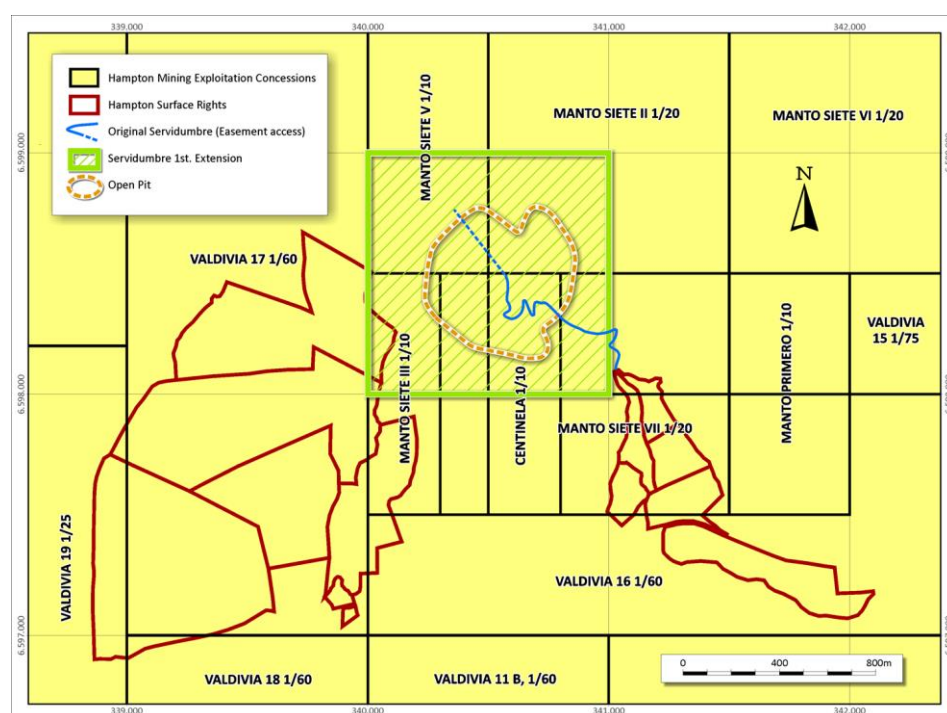 339.000 340.000 341.000 342.000
Hampton Mining Exploitation Concessions
Hampton Surface Rights
Original Servidumbre (Easement access)
Servidumbre 1st. Extension
Open Pit
MANTO SIETE V 1/10
MANTO SIETE II 1/20
MANTO SIETE VI 1/20
6.599.000
N
VALDIVIA 17 1/60
MANTO SIETE III 1/10
CENTINELA 1/10
MANTO PRIMERO 1/10
VALDIVIA
15 1/75
6.598.000
MANTO SIETE VII 1/20
VALDIVIA 19 1/25
VALDIVIA 16 1/60
6.597.000
VALDIVIA 18 1/60
VALDIVIA 11 B, 1/60
0 400 800m
339.000 340.000 341.000 342.000